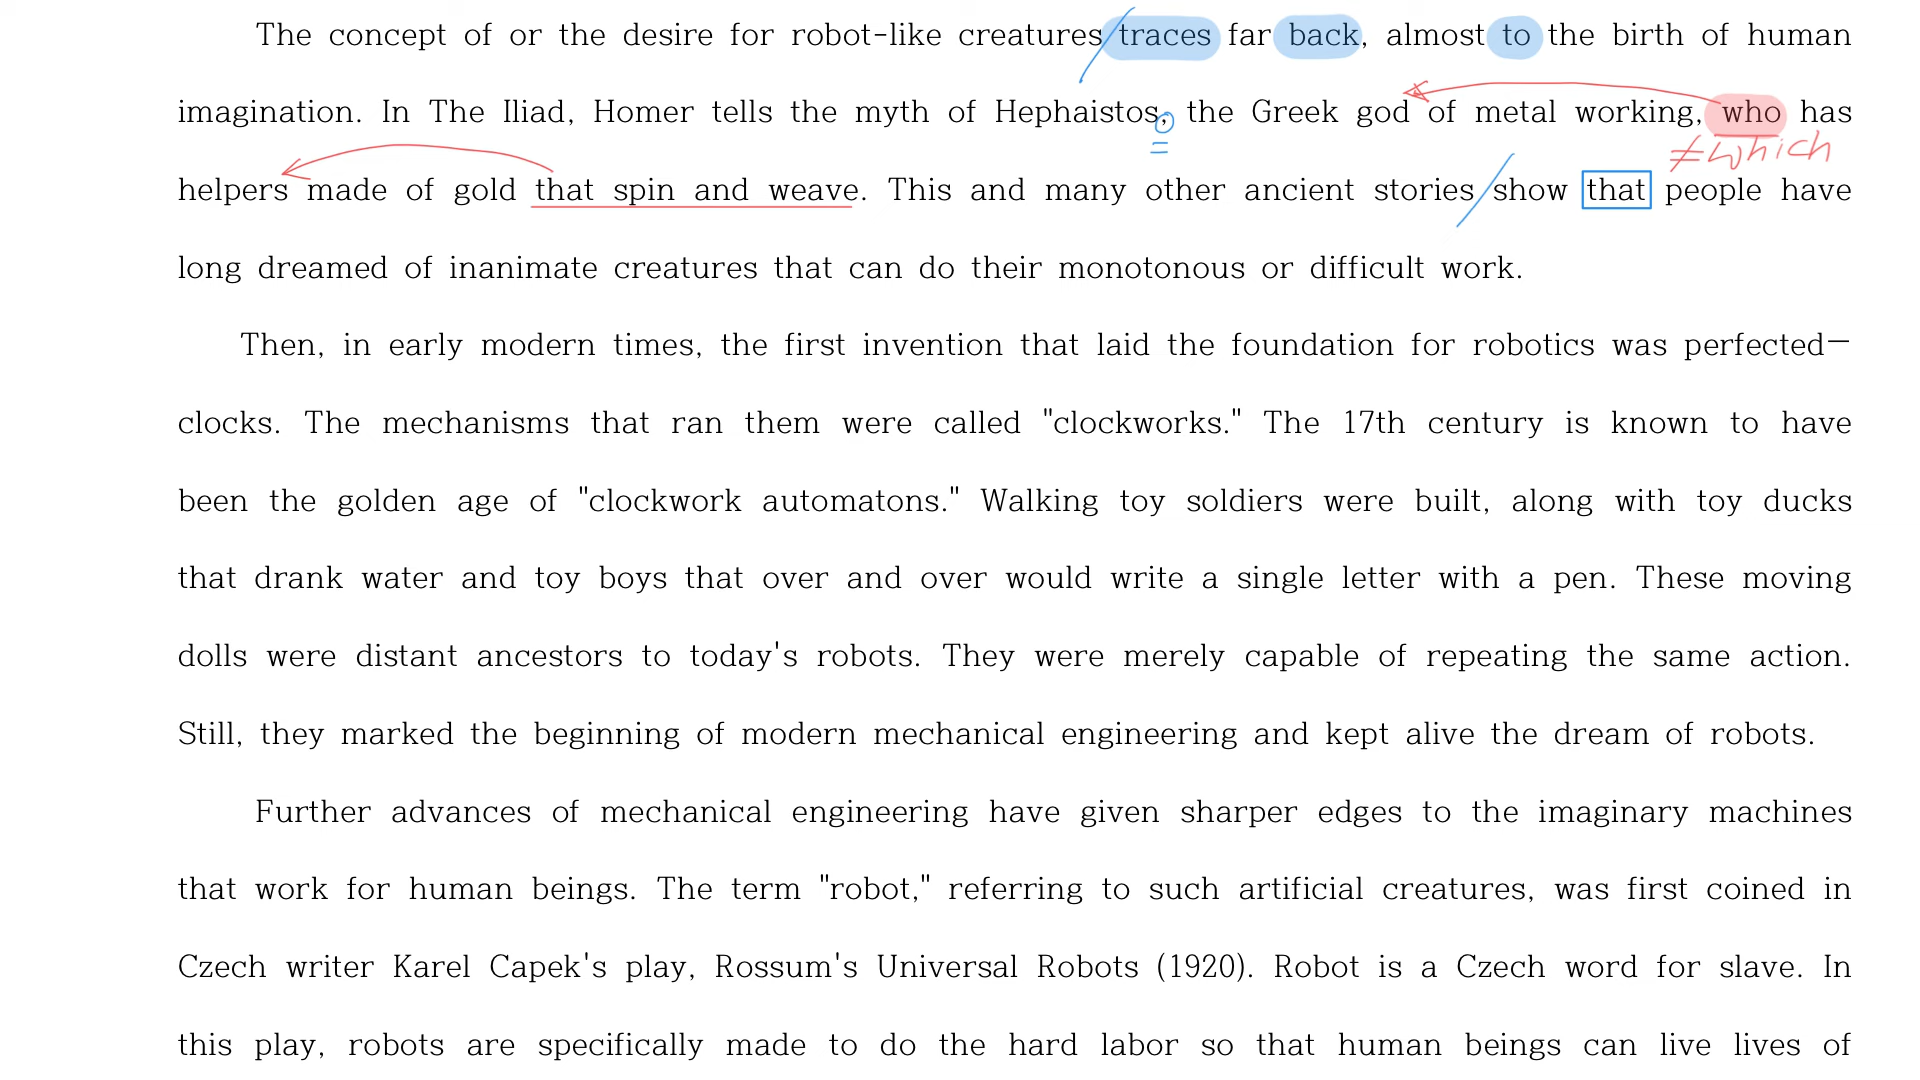 The concept of or the desire for robot-like creatures traces far back, almost to the birth of human
imagination. In The Iliad, Homer tells the myth of Hephaistos, the Greek god of metal working, who has
≠which
helpers made of gold that spin and weave. This and many other ancient stories show that people have
long dreamed of inanimate creatures that can do their monotonous or difficult work.
Then, in early modern times, the first invention that laid the foundation for robotics was perfected—
clocks. The mechanisms that ran them were called "clockworks." The 17th century is known to have
been the golden age of "clockwork automatons." Walking toy soldiers were built, along with toy ducks
that drank water and toy boys that over and over would write a single letter with a pen. These moving
dolls were distant ancestors to today's robots. They were merely capable of repeating the same action.
Still, they marked the beginning of modern mechanical engineering and kept alive the dream of robots.
Further advances of mechanical engineering have given sharper edges to the imaginary machines
that work for human beings. The term "robot," referring to such artificial creatures, was first coined in
Czech writer Karel Capek's play, Rossum's Universal Robots (1920). Robot is a Czech word for slave. In
this play, robots are specifically made to do the hard labor so that human beings can live lives of